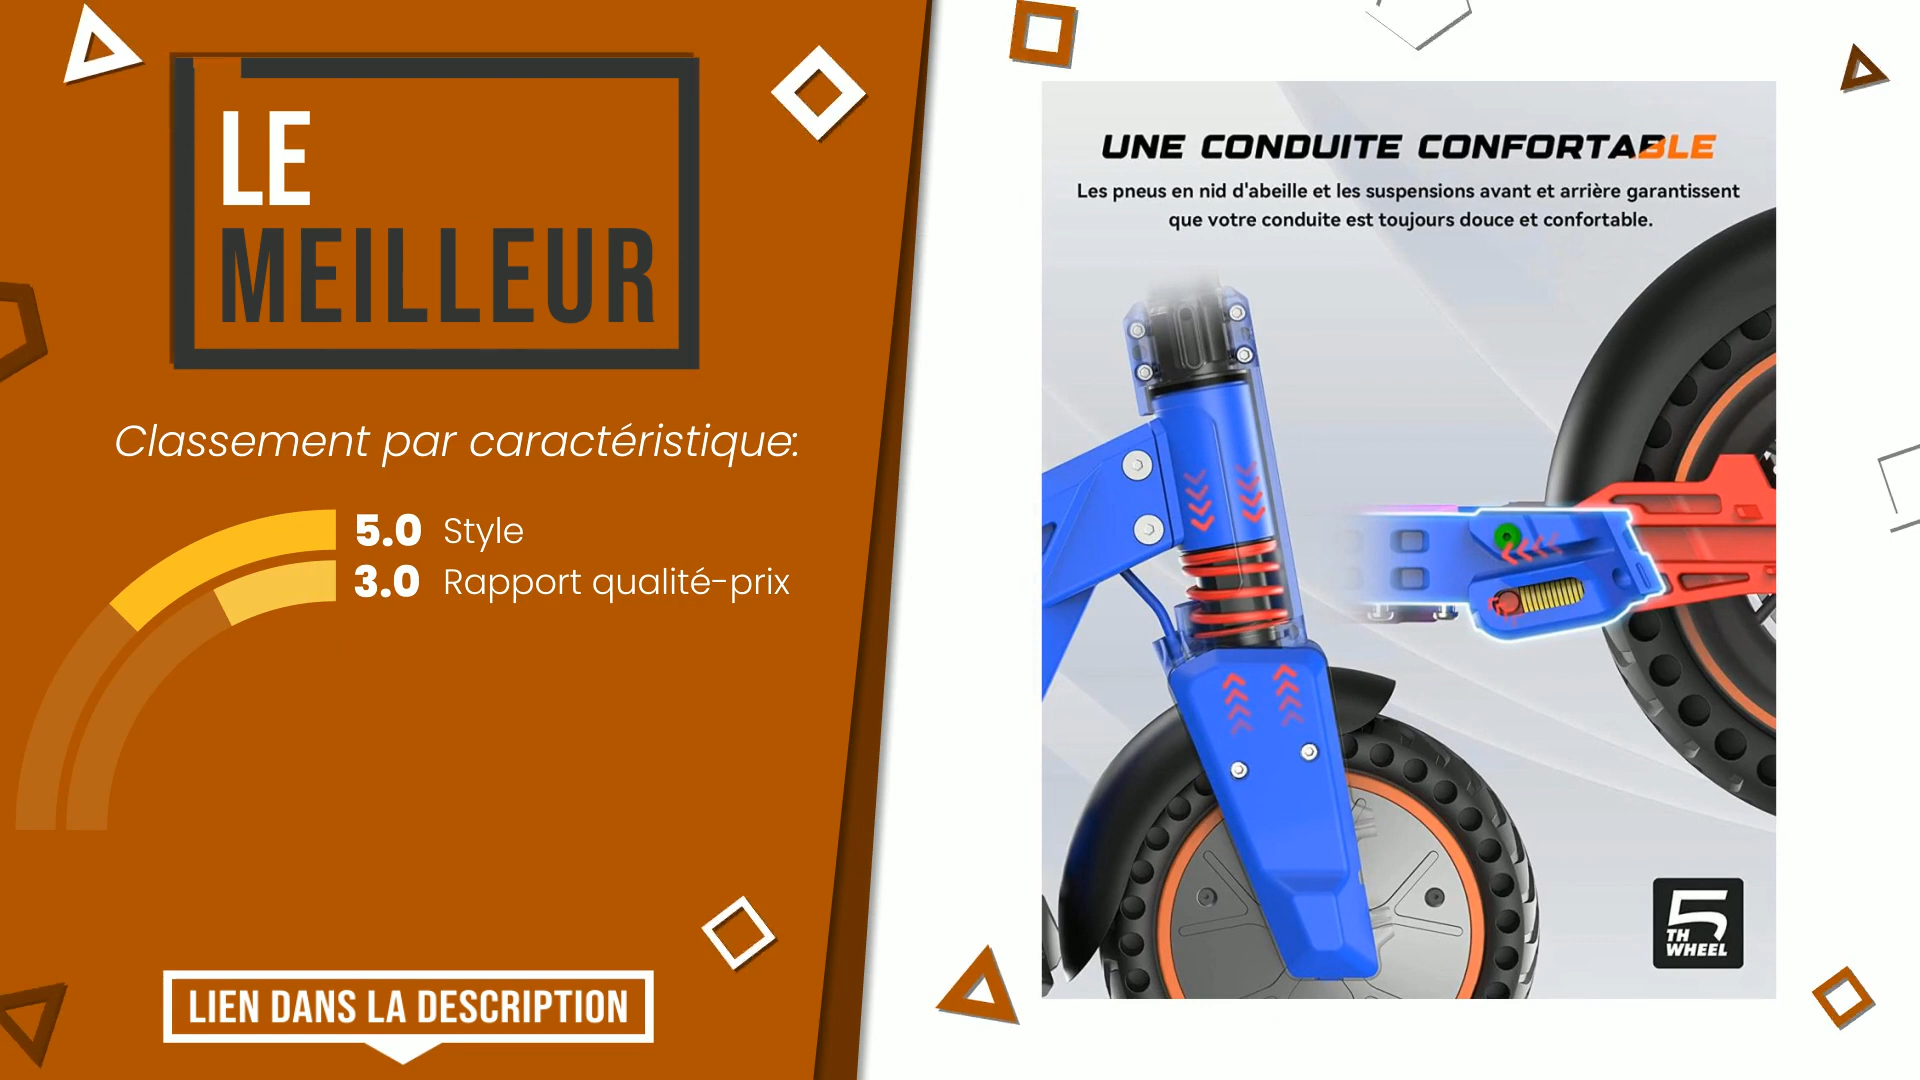 LE
MEILLEUR
Classement par caractéristique:
5.0 Style
3.0 Rapport qualité-prix
LIEN DANS LA DESCRIPTION
UNE CONDUITE CONFORTABLE
Les pneus en nid d'abeille et les suspensions avant et arrière garantissent
que votre conduite est toujours douce et confortable.
5
TH
WHEEL